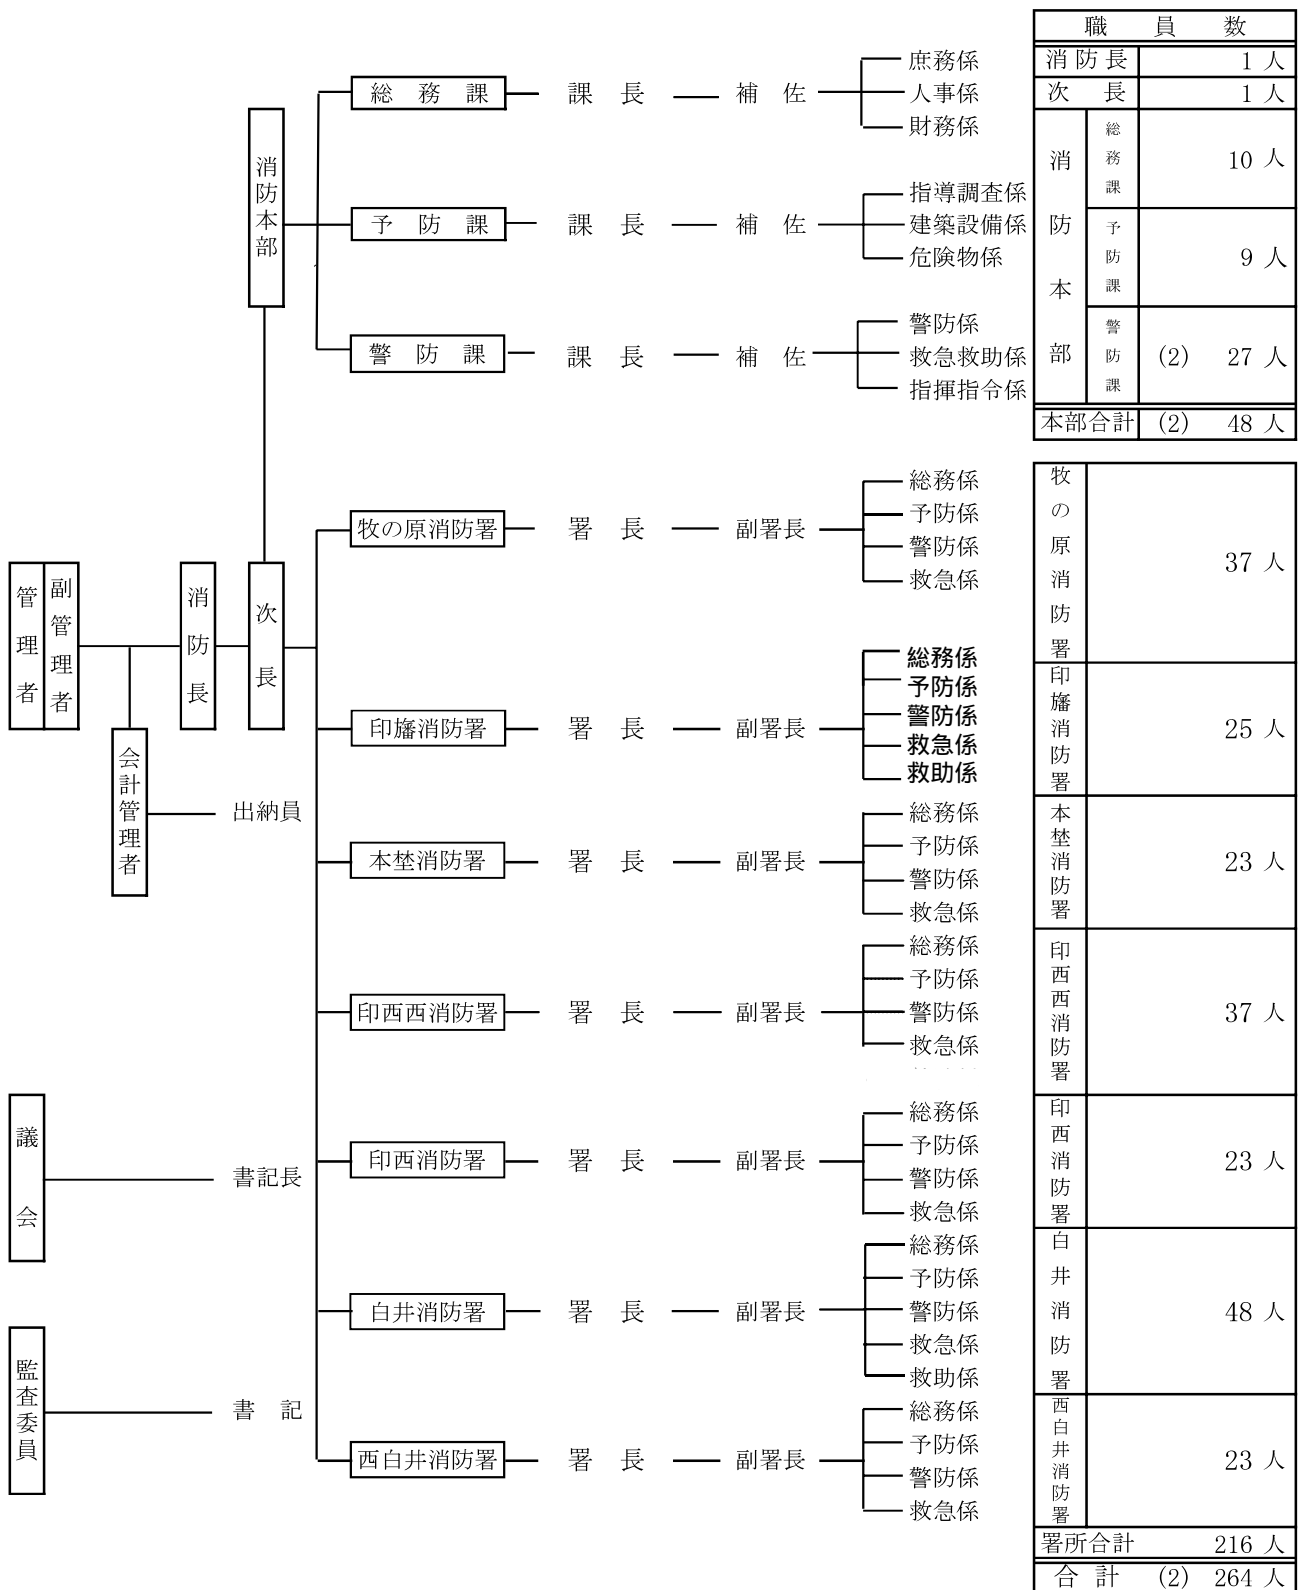 職員数
消防長 1人
次長 1人
消防本部
総務課 10人
予防課 9人
警防課 (2) 27人
本部合計 (2) 48人
消防本部
総務課 課長 補佐
庶務係
人事係
財務係
予防課 課長 補佐
指導調査係
建築設備係
危険物係
警防課 課長 補佐
警防係
救急救助係
指揮指令係
管理者
副管理者
消防長
次長
会計管理者
出納員
議会
書記長
監査委員
書記
牧の原消防署 署長 副署長
総務係
予防係
警防係
救急係
牧の原消防署 37人
印旛消防署 署長 副署長
総務係
予防係
警防係
救急係
救助係
印旛消防署 25人
本埜消防署 署長 副署長
総務係
予防係
警防係
救急係
本埜消防署 23人
印西西消防署 署長 副署長
総務係
予防係
警防係
救急係
印西西消防署 37人
印西消防署 署長 副署長
総務係
予防係
警防係
救急係
印西消防署 23人
白井消防署 署長 副署長
総務係
予防係
警防係
救急係
救助係
白井消防署 48人
西白井消防署 署長 副署長
総務係
予防係
警防係
救急係
西白井消防署 23人
署所合計 216人
合計 (2) 264人